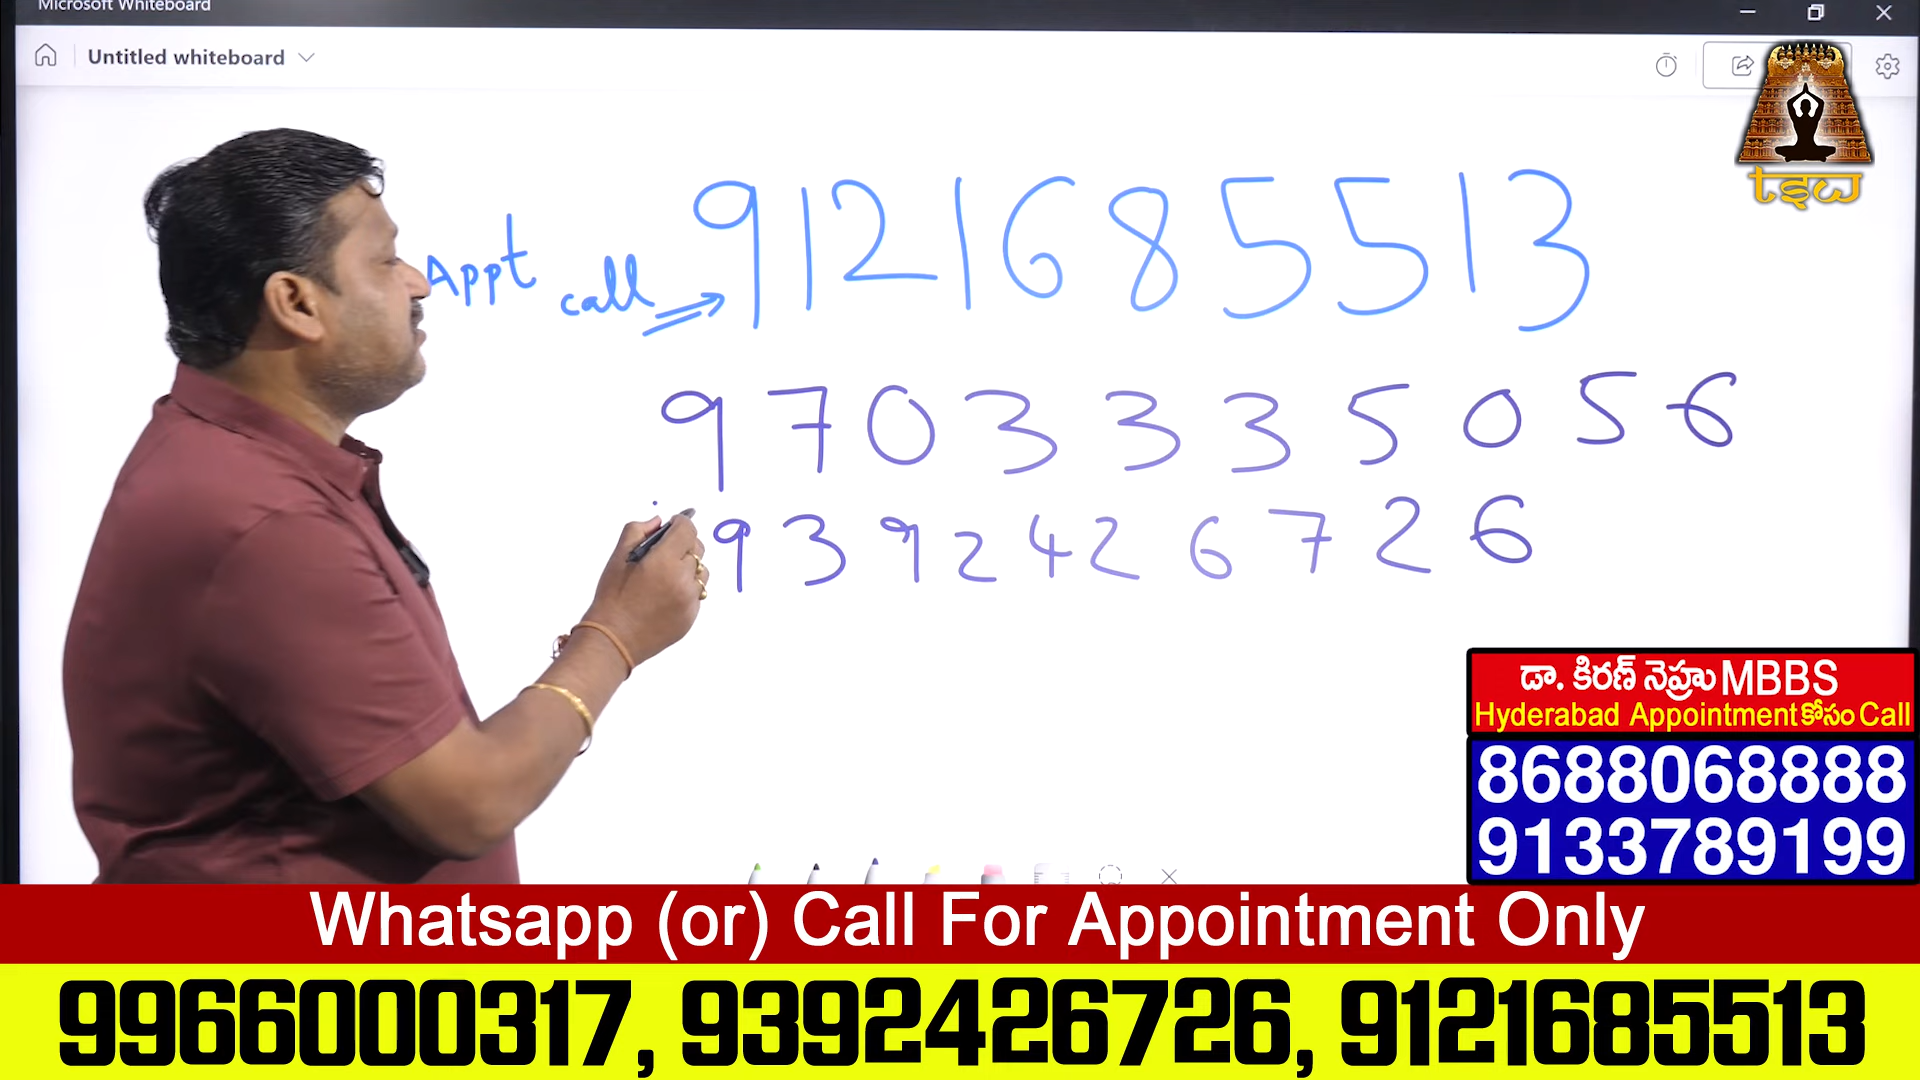 Microsoft Whiteboard
Untitled whiteboard
Appt call 9121685513
9703335056
9392426726
tsw
డా. కిరణ్ నెహ్రు MBBS
Hyderabad Appointment కోసం Call
8688068888
9133789199
Whatsapp (or) Call For Appointment Only
9966000317, 9392426726, 9121685513